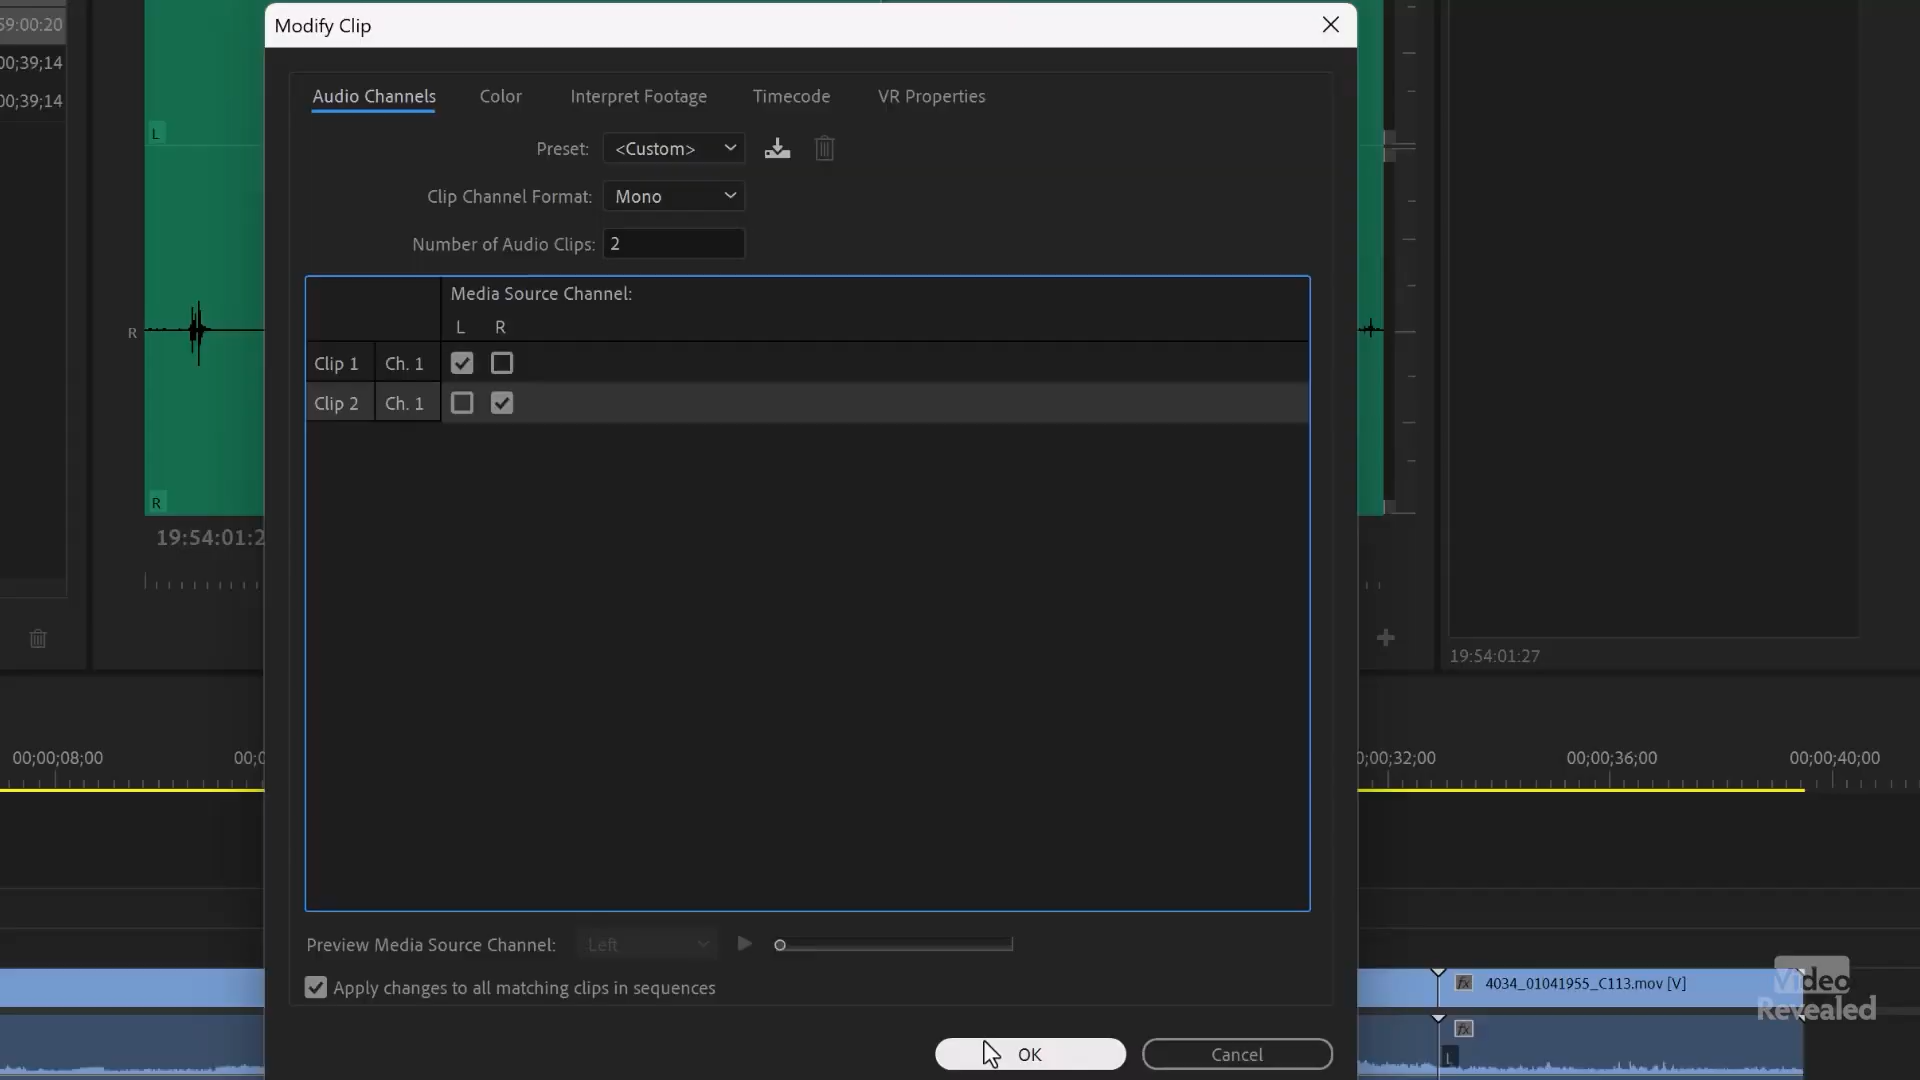 Modify Clip
59:00:20
00;39;14
00;39;14
Audio Channels Color Interpret Footage Timecode VR Properties
Preset: <Custom>
Clip Channel Format: Mono
Number of Audio Clips: 2
Media Source Channel:
L R
Clip 1 Ch. 1
Clip 2 Ch. 1
L
R
R
19:54:01:2
19:54:01:27
00;00;08;00 00;0 0;00;32;00 00;00;36;00 00;00;40;00
Preview Media Source Channel: Left
Apply changes to all matching clips in sequences
fx 4034_01041955_C113.mov [V]
Video
Revealed
fx
L
OK Cancel